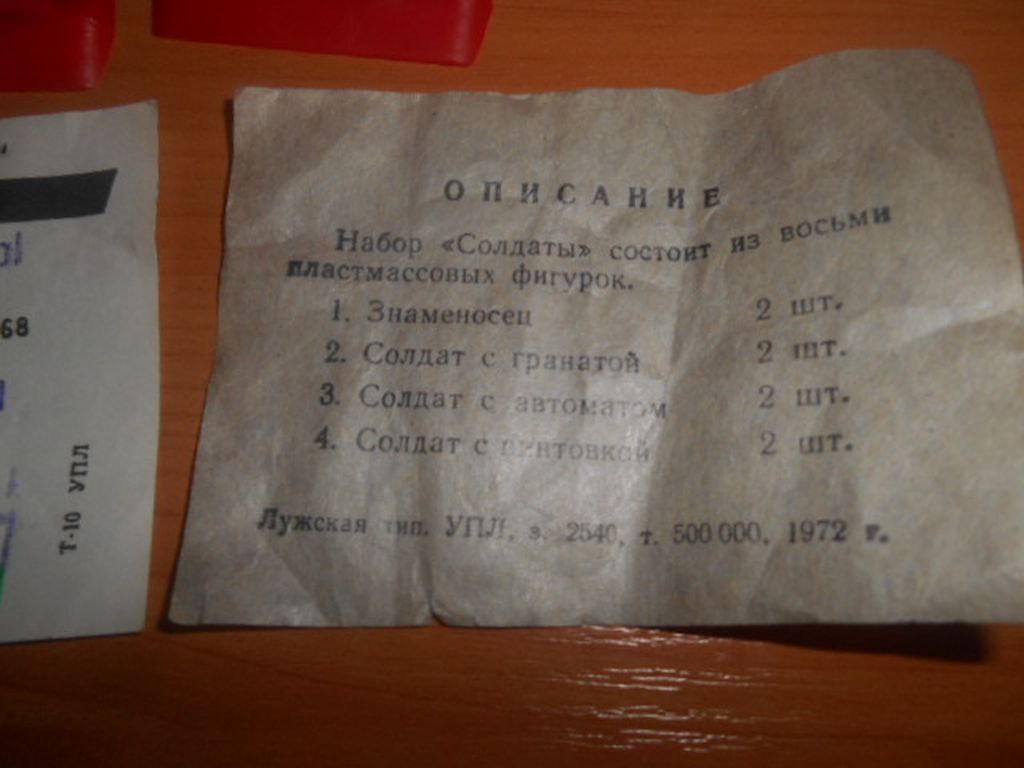 ОПИСАНИЕ
Набор «Солдаты» состоит из восьми
пластмассовых фигурок.
1. Знаменосец 2 шт.
2. Солдат с гранатой 2 шт.
3. Солдат с автоматом 2 шт.
4. Солдат с винтовкой 2 шт.
Лужская тип. УПЛ, з. 2540, т. 500 000, 1972 г.
68
Т-10 УПЛ